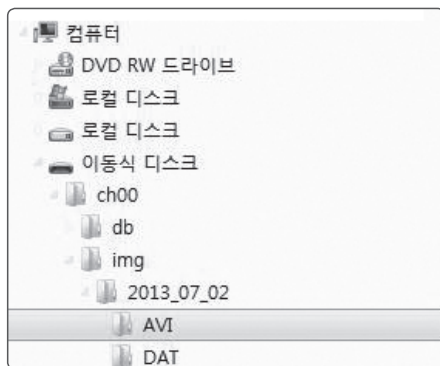 컴퓨터
DVD RW 드라이브
로컬 디스크
로컬 디스크
이동식 디스크
ch00
db
img
2013_07_02
AVI
DAT